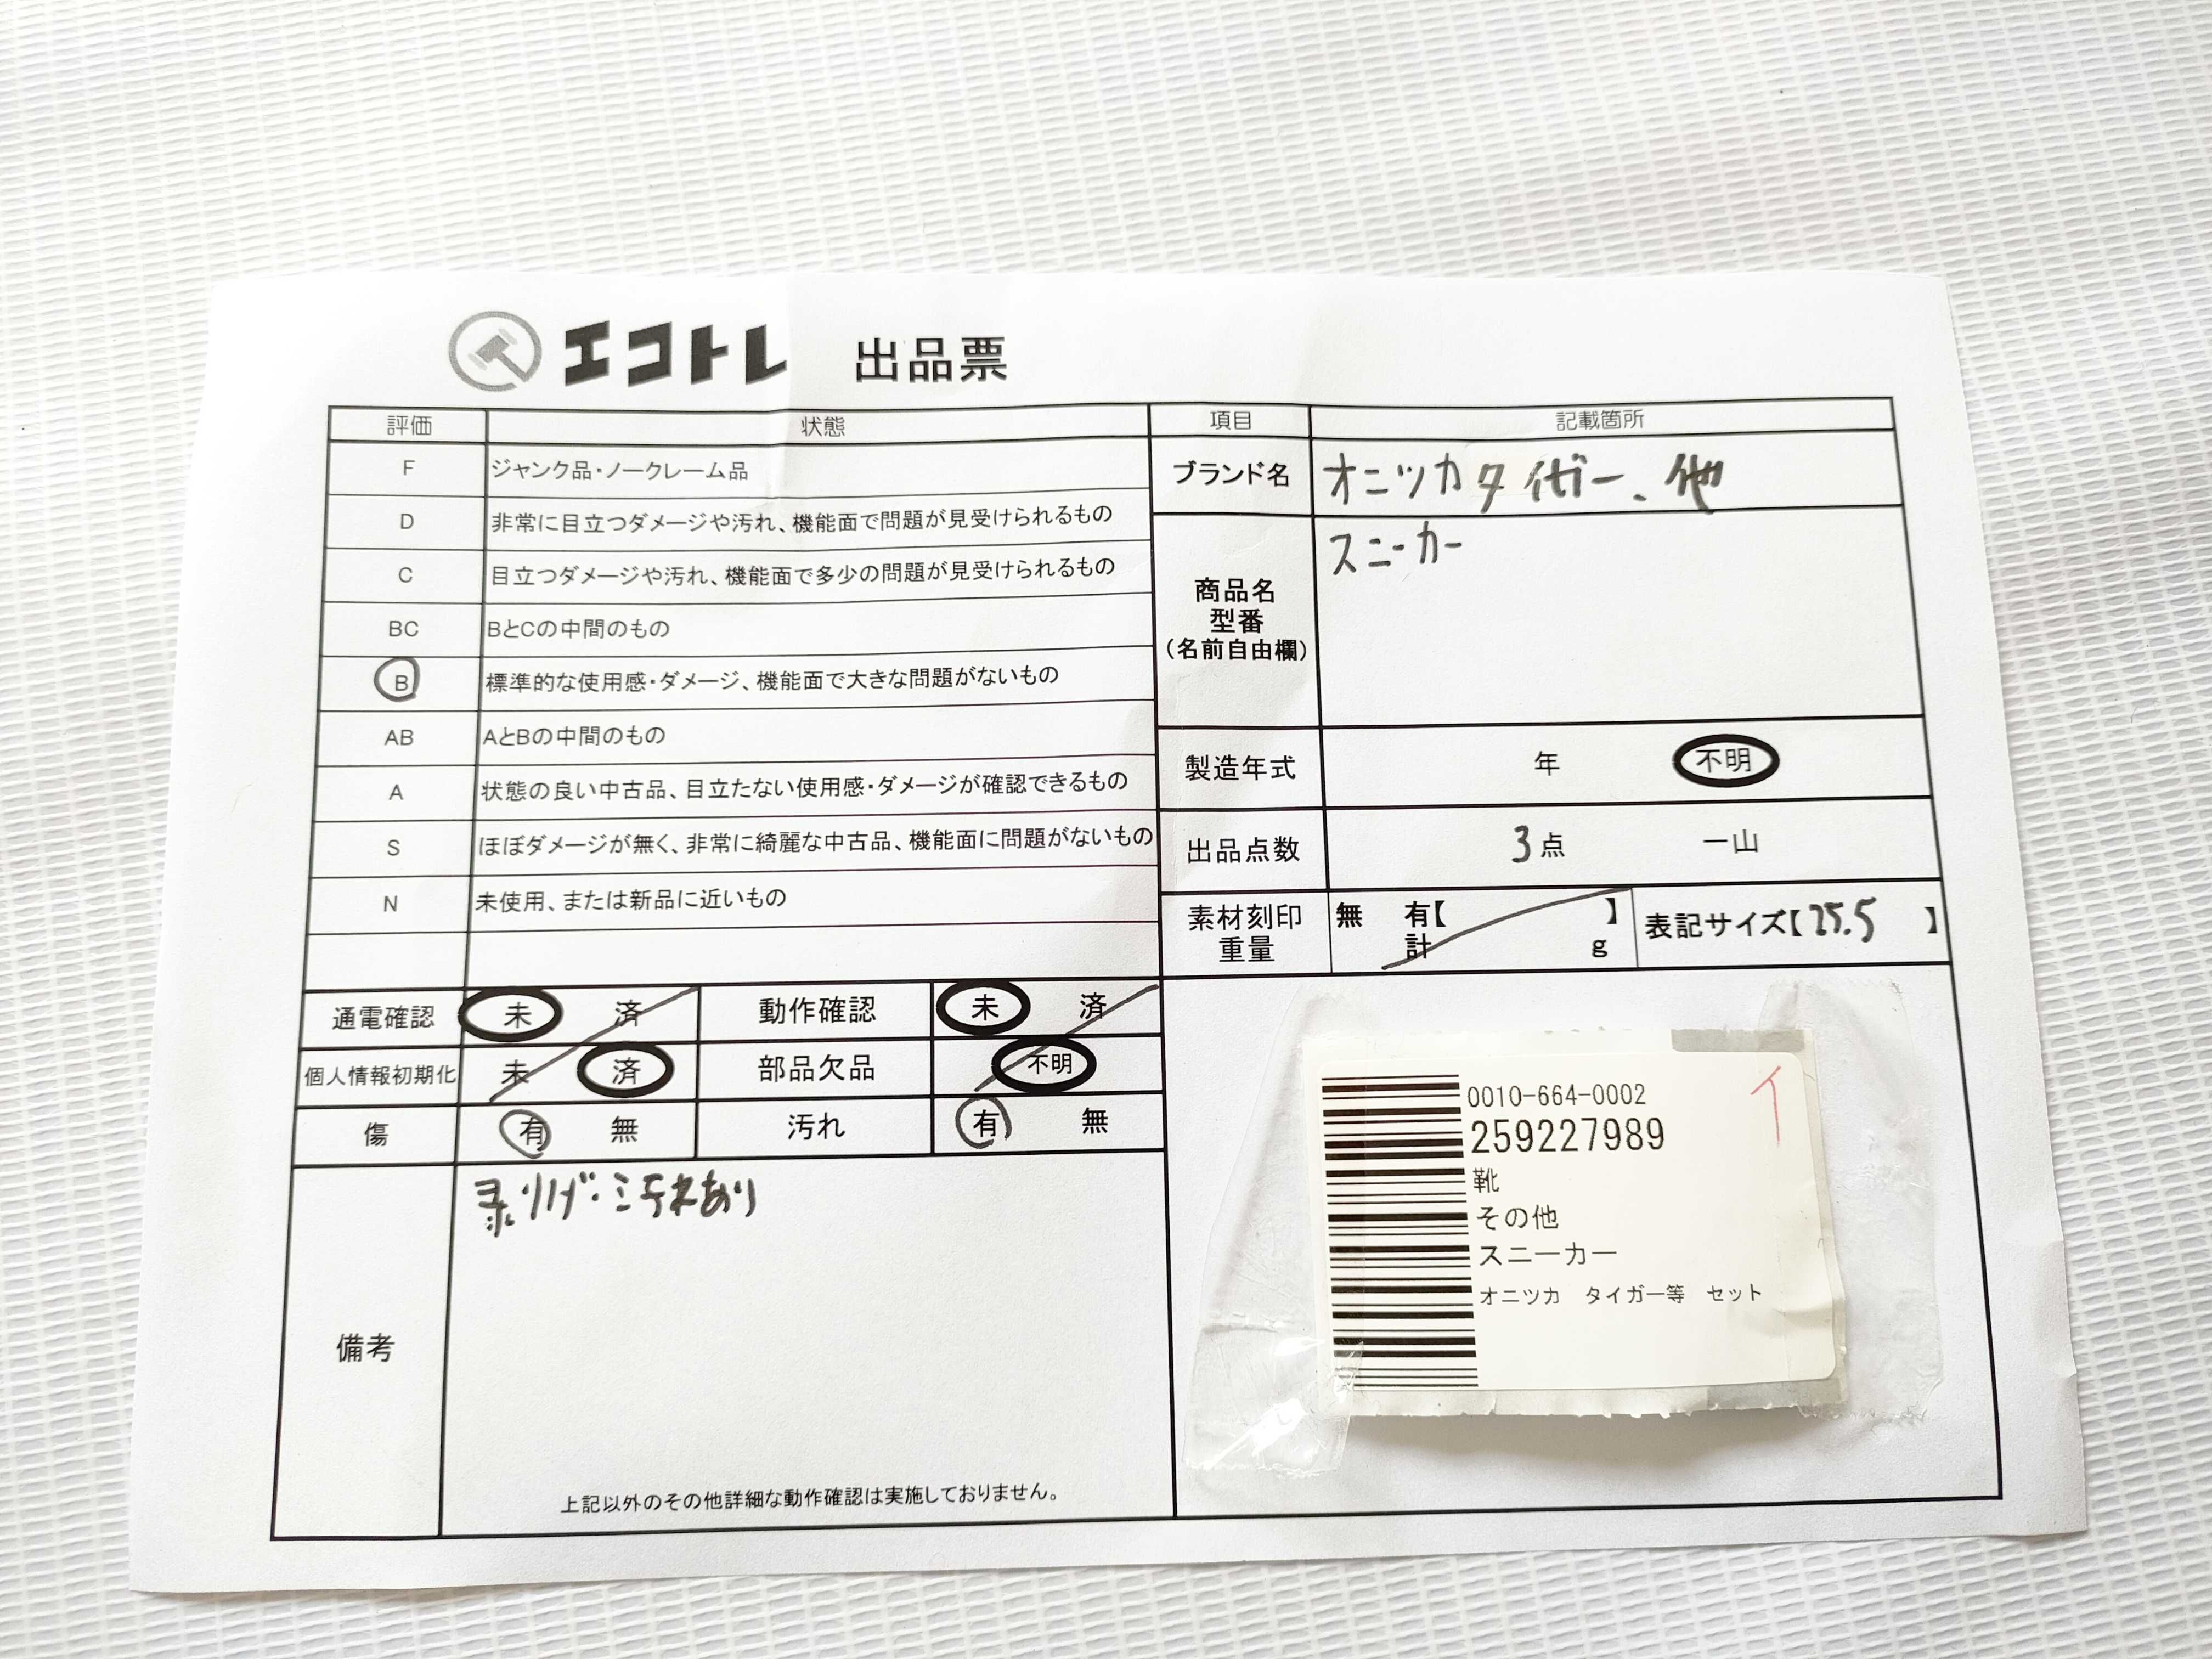 エコトレ 出品票
評価 状態
F ジャンク品・ノークレーム品
D 非常に目立つダメージや汚れ、機能面で問題が見受けられるもの
C 目立つダメージや汚れ、機能面で多少の問題が見受けられるもの
BC BとCの中間のもの
B 標準的な使用感・ダメージ、機能面で大きな問題がないもの
AB AとBの中間のもの
A 状態の良い中古品、目立たない使用感・ダメージが確認できるもの
S ほぼダメージが無く、非常に綺麗な中古品、機能面に問題がないもの
N 未使用、または新品に近いもの
通電確認 未 済 動作確認 未 済
個人情報初期化 未 済 部品欠品 不明
傷 有 無 汚れ 有 無
備考
汚れあり
上記以外のその他詳細な動作確認は実施しておりません。
項目 記載箇所
ブランド名 オニツカタイガー、他
商品名
型番
(名前自由欄)
スニーカー
製造年式 年 不明
出品点数 3点 一山
素材刻印 無 有【 】
重量 計 g
表記サイズ【25.5 】
0010-664-0002
259227989
靴
その他
スニーカー
オニツカ タイガー等 セット
イ